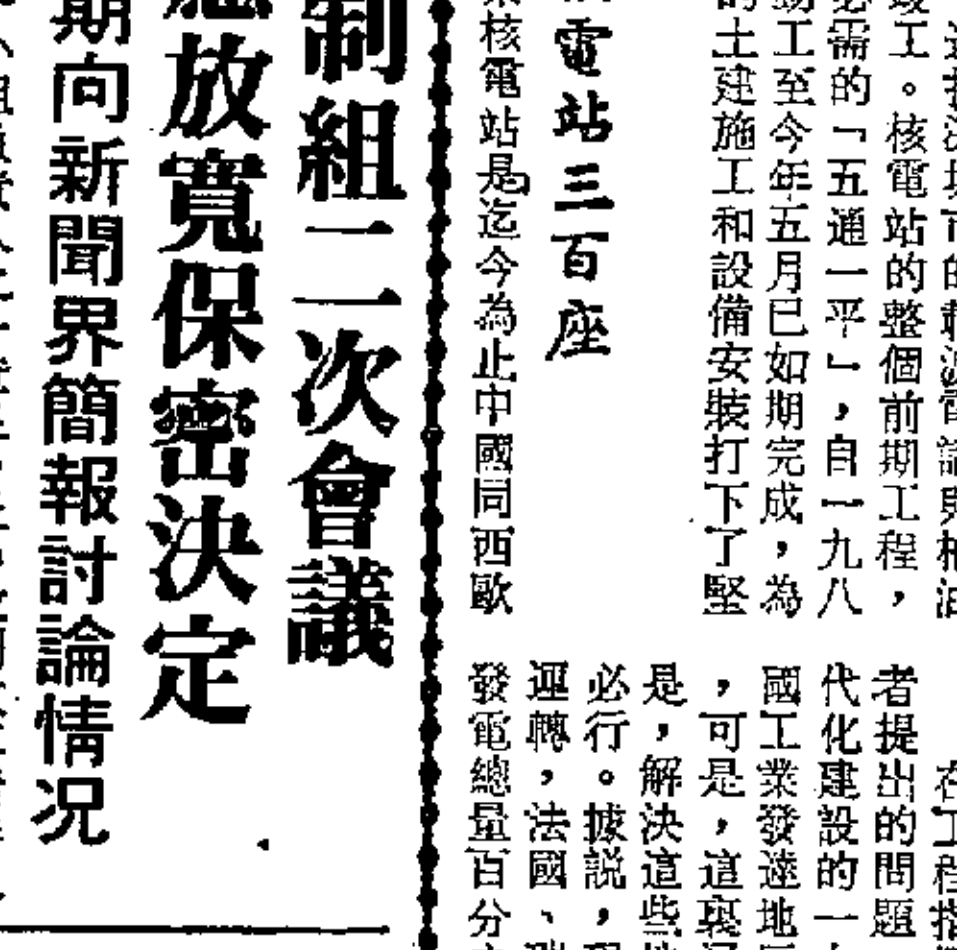 工。核電站的整個前期工程，
必需的「五通一平」，自一九八
動工至今年五月已如期完成，為
的土建施工和設備安裝打下了堅
電站三百座
核電站是迄今為止中國同西歐
在工程指
者提出的問題
代化建設的一
國工業發達地
，可是，這裏
是，解決這些
必行。據説，
運轉，法國、
發電總量百分
制組二次會議
放寬保密決定
期向新聞界簡報討論情况